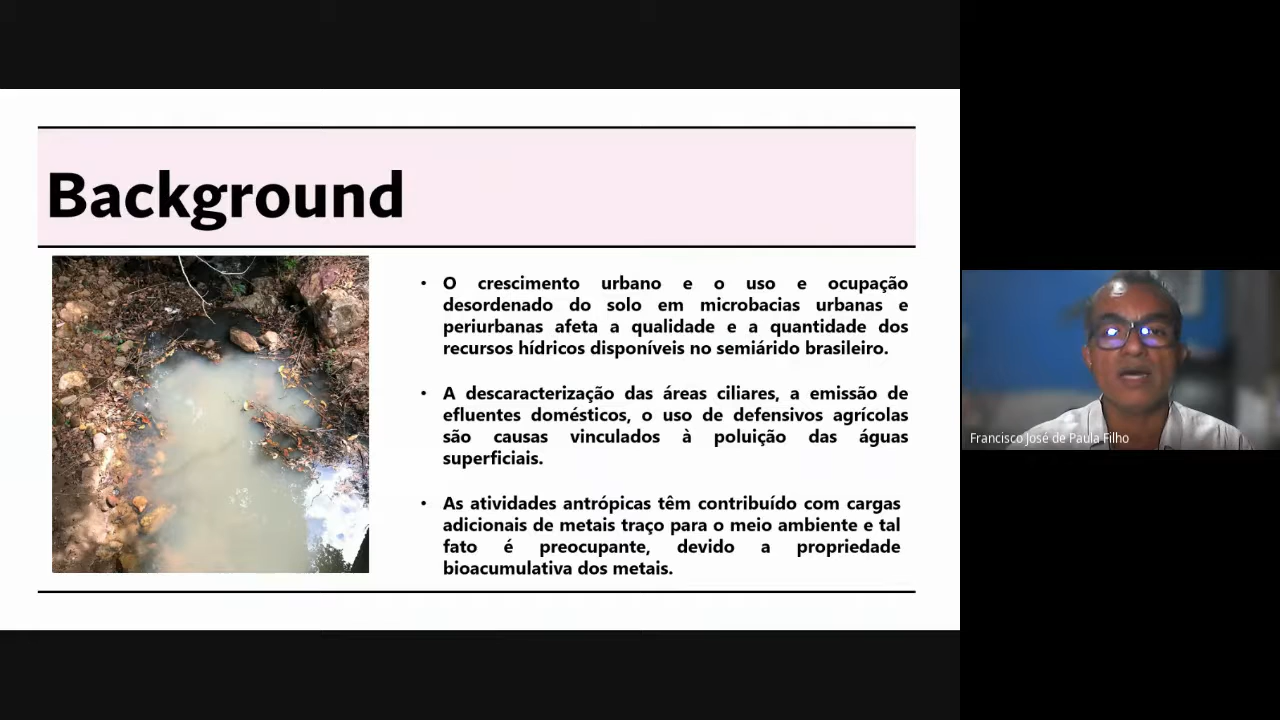 Background
• O crescimento urbano e o uso e ocupação
desordenado do solo em microbacias urbanas e
periurbanas afeta a qualidade e a quantidade dos
recursos hídricos disponíveis no semiárido brasileiro.
• A descaracterização das áreas ciliares, a emissão de
efluentes domésticos, o uso de defensivos agrícolas
são causas vinculados à poluição das águas
superficiais.
• As atividades antrópicas têm contribuído com cargas
adicionais de metais traço para o meio ambiente e tal
fato é preocupante, devido a propriedade
bioacumulativa dos metais.
Francisco José de Paula Filho